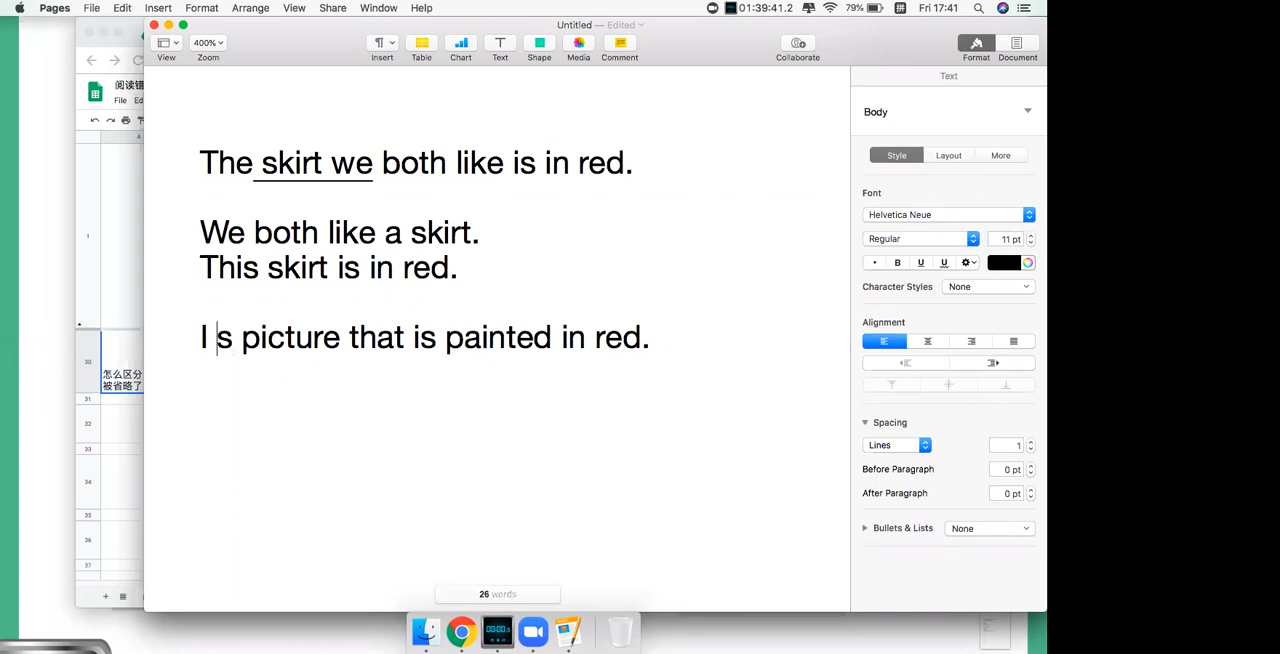 Pages File Edit Insert Format Arrange View Share Window Help 01:39:41.2 79% 拼 Fri 17:41
Untitled — Edited
400%
View Zoom Insert Table Chart Text Shape Media Comment Collaborate Format Document
阅读错
File Ed
A
1
30
怎么区分
被省略了
31
32
33
34
35
36
37
The skirt we both like is in red.
We both like a skirt.
This skirt is in red.
I s picture that is painted in red.
26 words
Text
Body
Style Layout More
Font
Helvetica Neue
Regular 11 pt
B U U
Character Styles None
Alignment
Spacing
Lines 1
Before Paragraph 0 pt
After Paragraph 0 pt
Bullets & Lists None